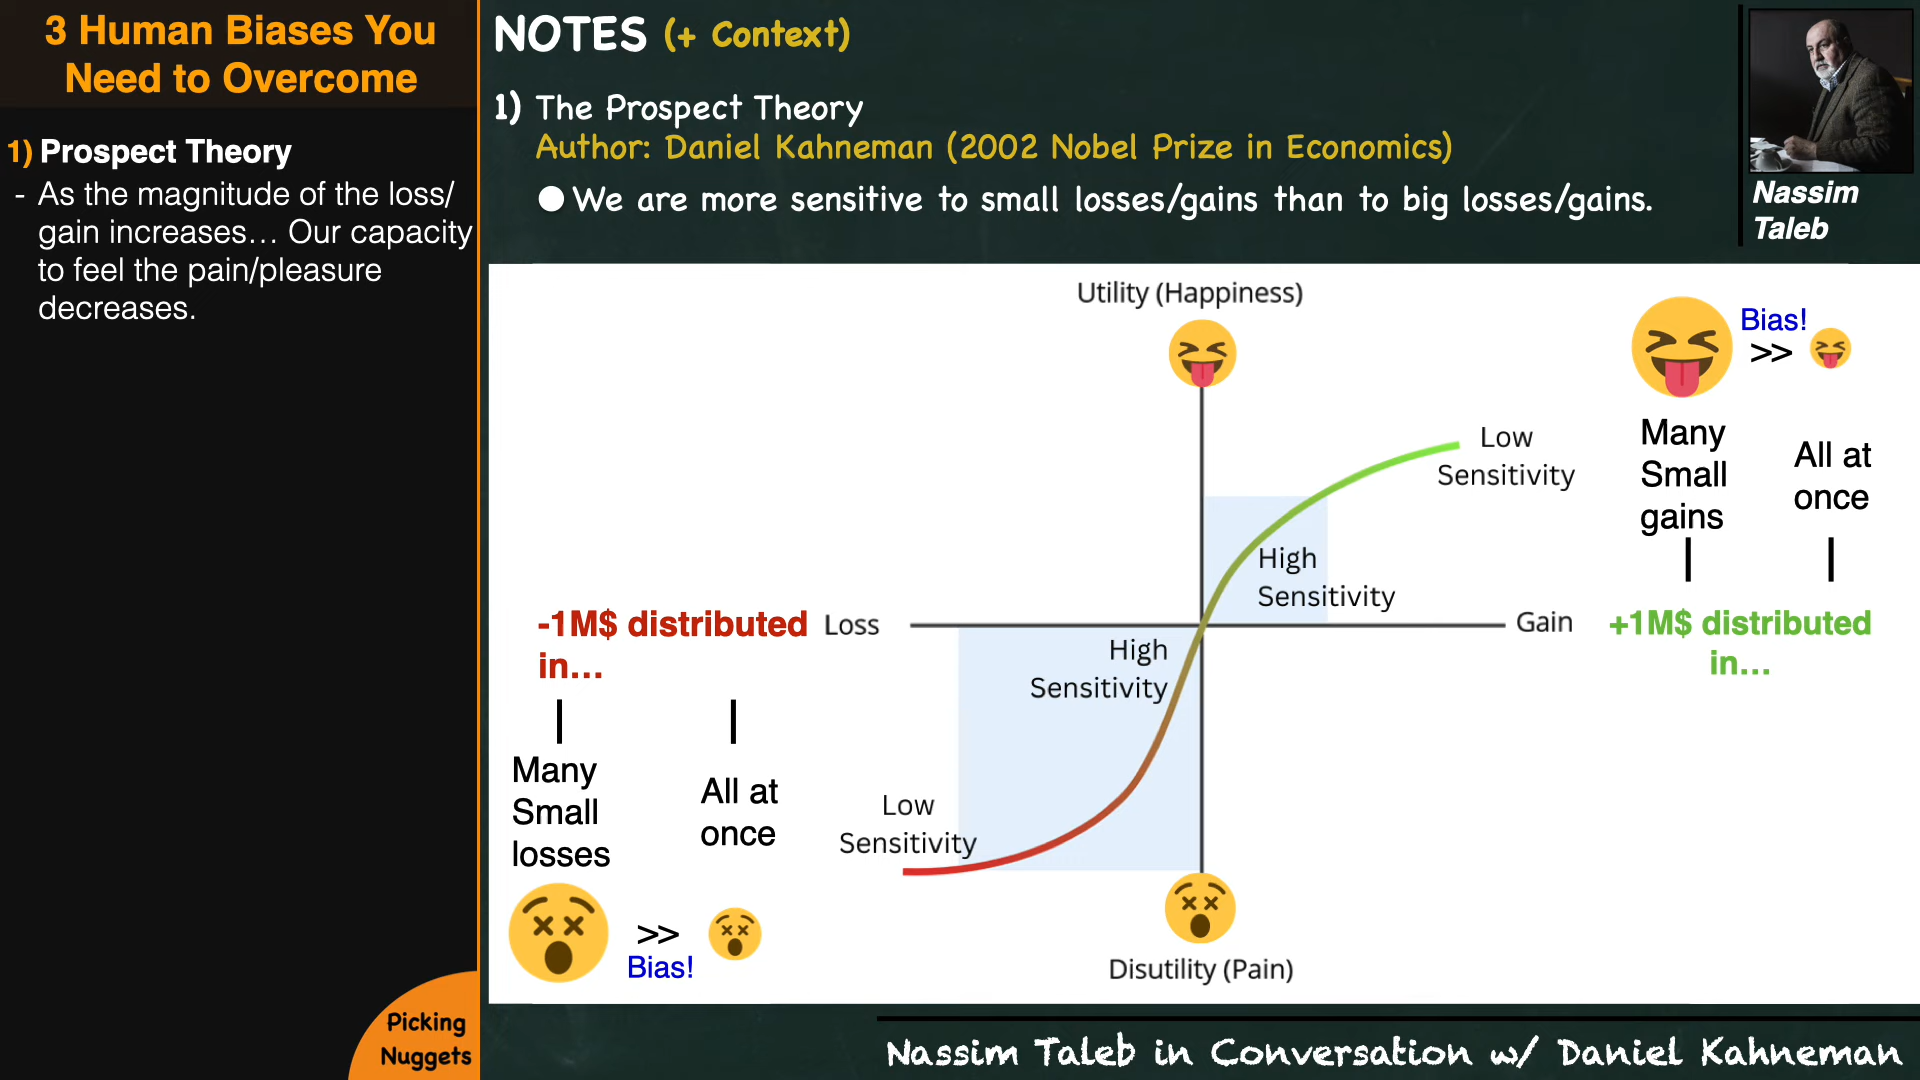 3 Human Biases You
Need to Overcome
1) Prospect Theory
- As the magnitude of the loss/
gain increases... Our capacity
to feel the pain/pleasure
decreases.
Picking
Nuggets
NOTES (+ Context)
1) The Prospect Theory
Author: Daniel Kahneman (2002 Nobel Prize in Economics)
● We are more sensitive to small losses/gains than to big losses/gains.
Nassim
Taleb
Utility (Happiness)
Bias!
>>
Many
Small
gains
All at
once
Low
Sensitivity
High
Sensitivity
Gain
+1M$ distributed
in...
-1M$ distributed
in...
Loss
High
Sensitivity
Many
Small
losses
All at
once
Low
Sensitivity
>>
Bias!
Disutility (Pain)
Nassim Taleb in Conversation w/ Daniel Kahneman